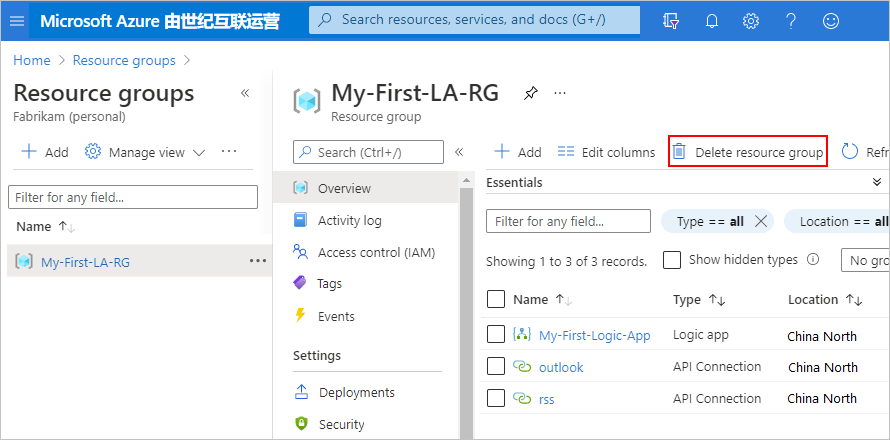 Microsoft Azure 由世纪互联运营
Search resources, services, and docs (G+/)
Home > Resource groups >
Resource groups «
Fabrikam (personal)
+ Add Manage view ···
Filter for any field...
Name ↑↓
My-First-LA-RG ···
My-First-LA-RG ···
Resource group
Search (Ctrl+/) «
Overview
Activity log
Access control (IAM)
Tags
Events
Settings
Deployments
Security
+ Add Edit columns Delete resource group Refr
Essentials
Filter for any field... Type == all × Location == all
Showing 1 to 3 of 3 records. Show hidden types No gro
Name ↑↓ Type ↑↓ Location ↑↓
My-First-Logic-App Logic app China North
outlook API Connection China North
rss API Connection China North